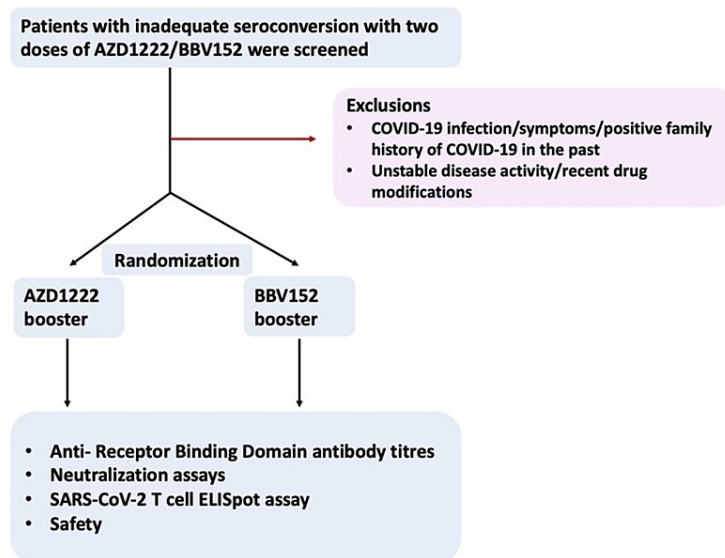 Patients with inadequate seroconversion with two
doses of AZD1222/BBV152 were screened
Exclusions
• COVID-19 infection/symptoms/positive family
history of COVID-19 in the past
• Unstable disease activity/recent drug
modifications
Randomization
AZD1222
booster
BBV152
booster
• Anti- Receptor Binding Domain antibody titres
• Neutralization assays
• SARS-CoV-2 T cell ELISpot assay
• Safety